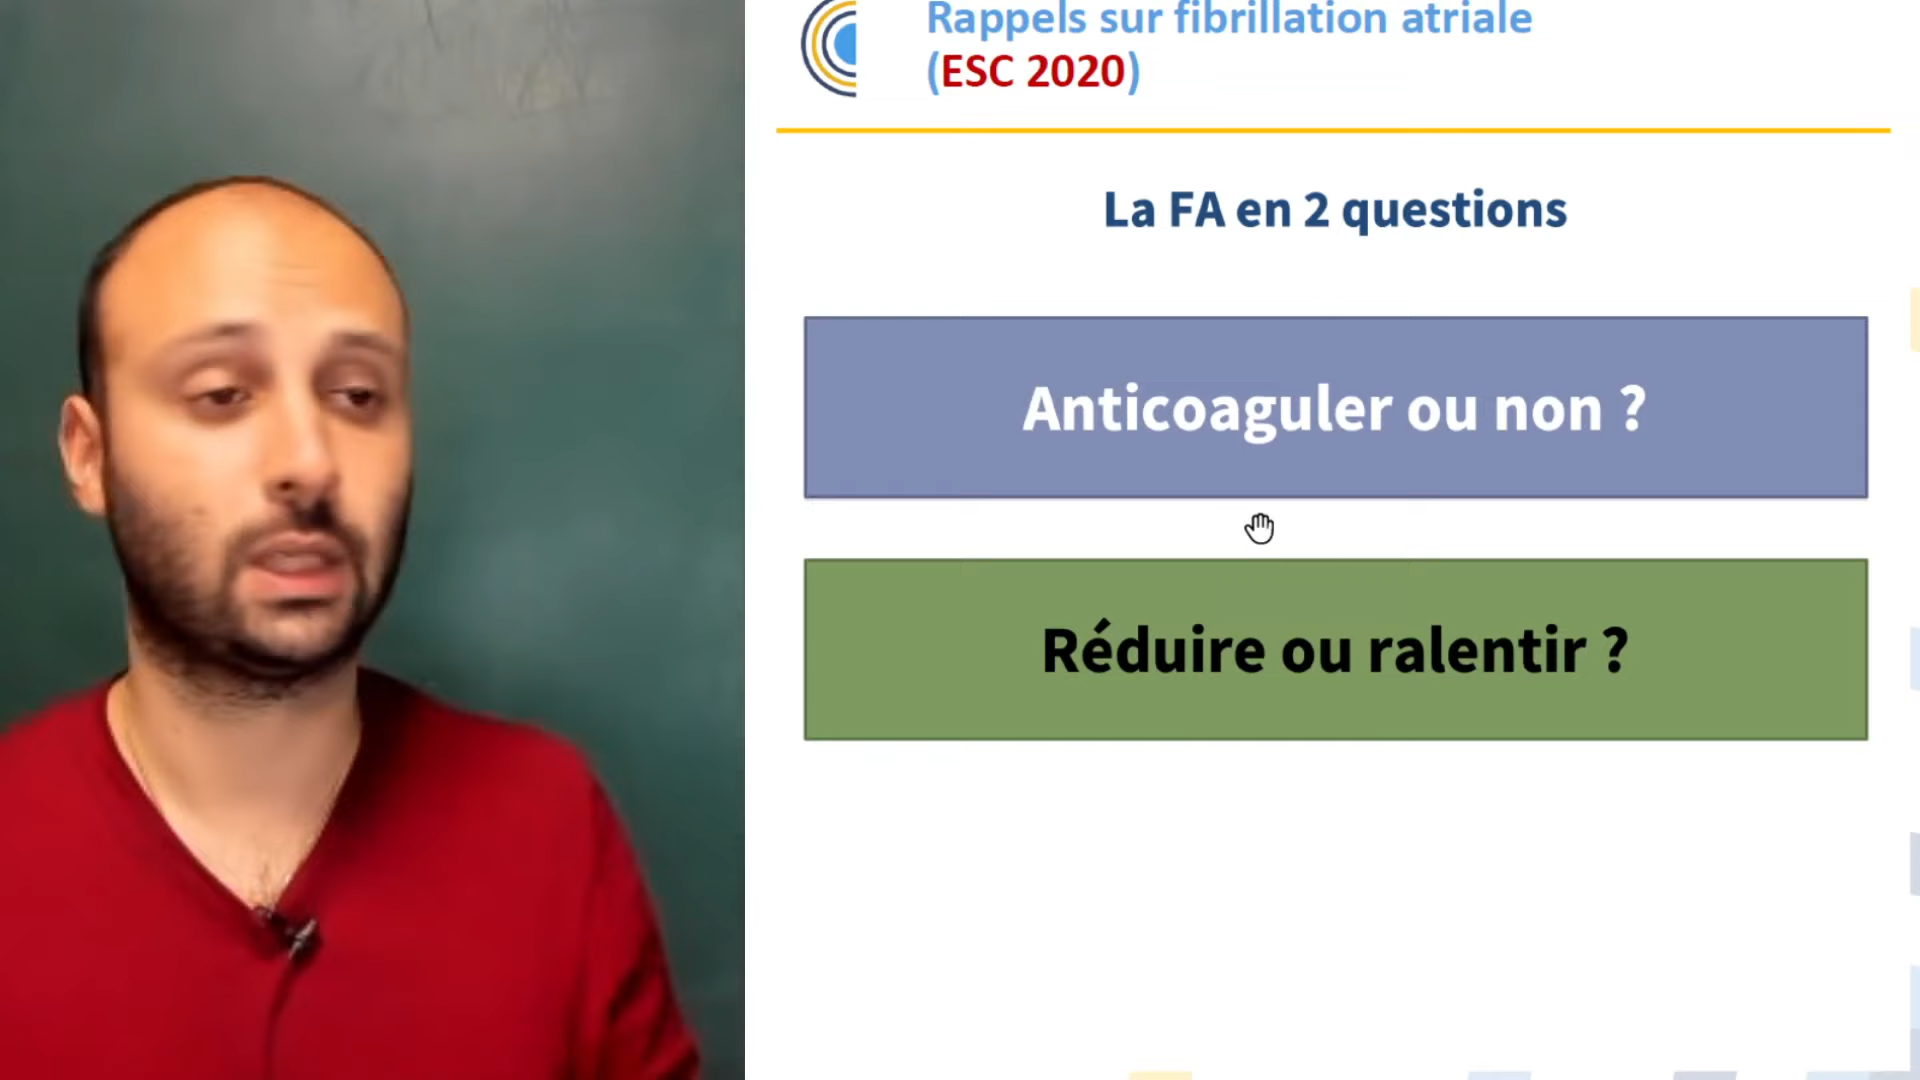 Rappels sur fibrillation atriale
(ESC 2020)
La FA en 2 questions
Anticoaguler ou non ?
Réduire ou ralentir ?